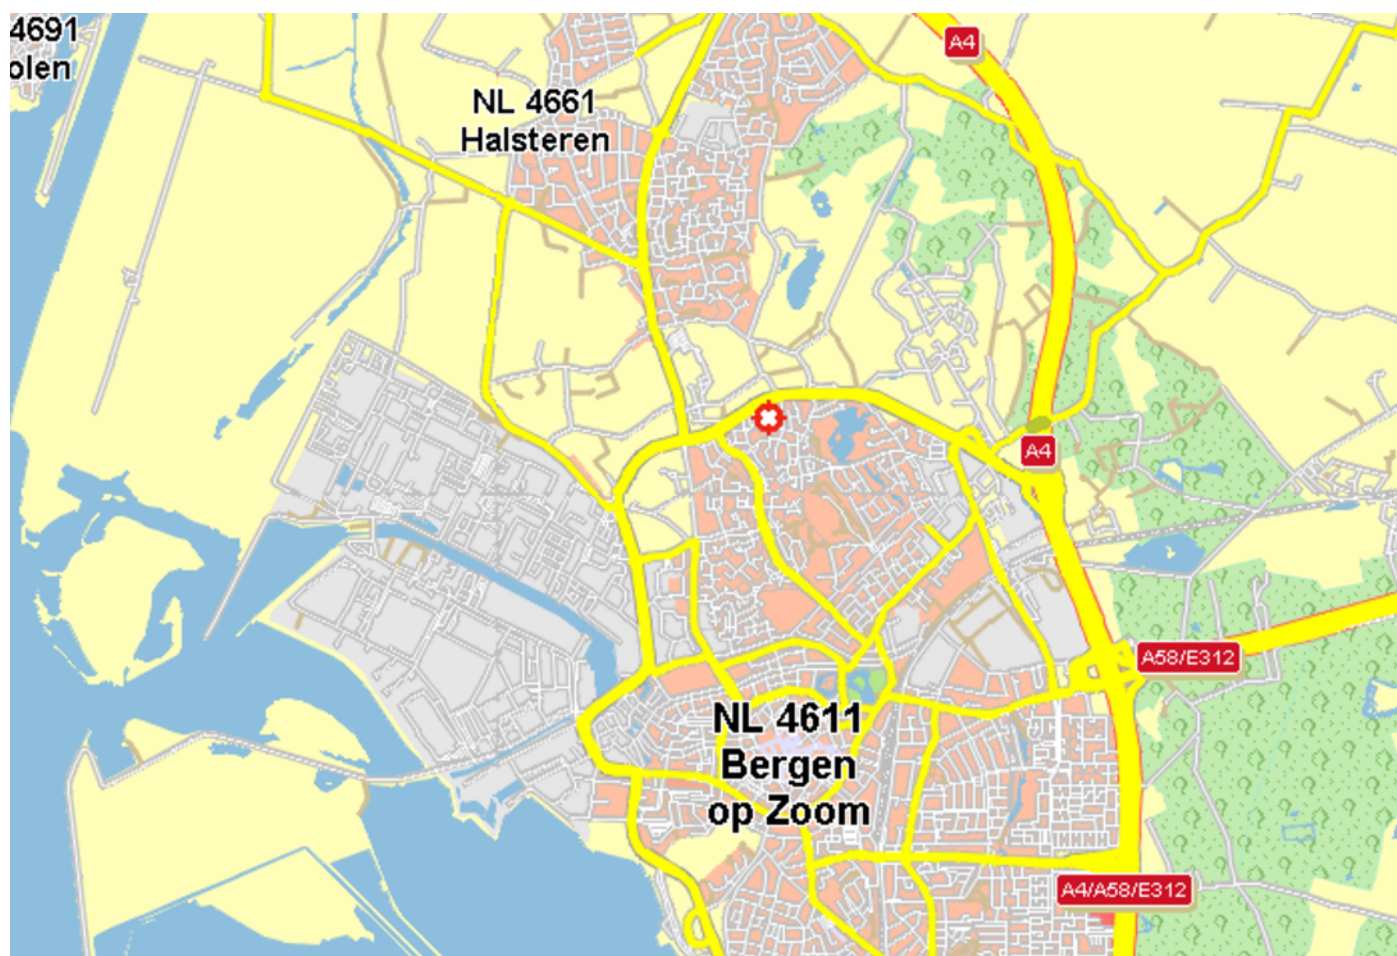 4691
olen
A4
NL 4661
Halsteren
A4
A58/E312
NL 4611
Bergen
op Zoom
A4/A58/E312